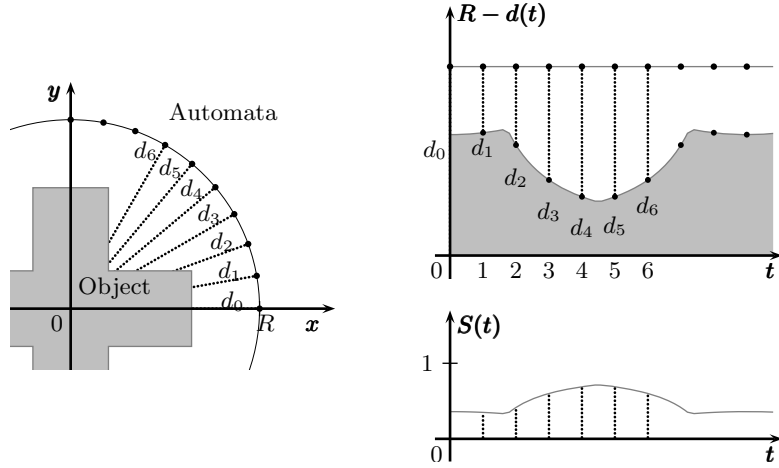 y
Automata
d6
d5
d4
d3
d2
d1
d0
Object
0
R
x
R − d(t)
d0
d1
d2
d3
d4
d5
d6
0
1
2
3
4
5
6
t
S(t)
1
0
t